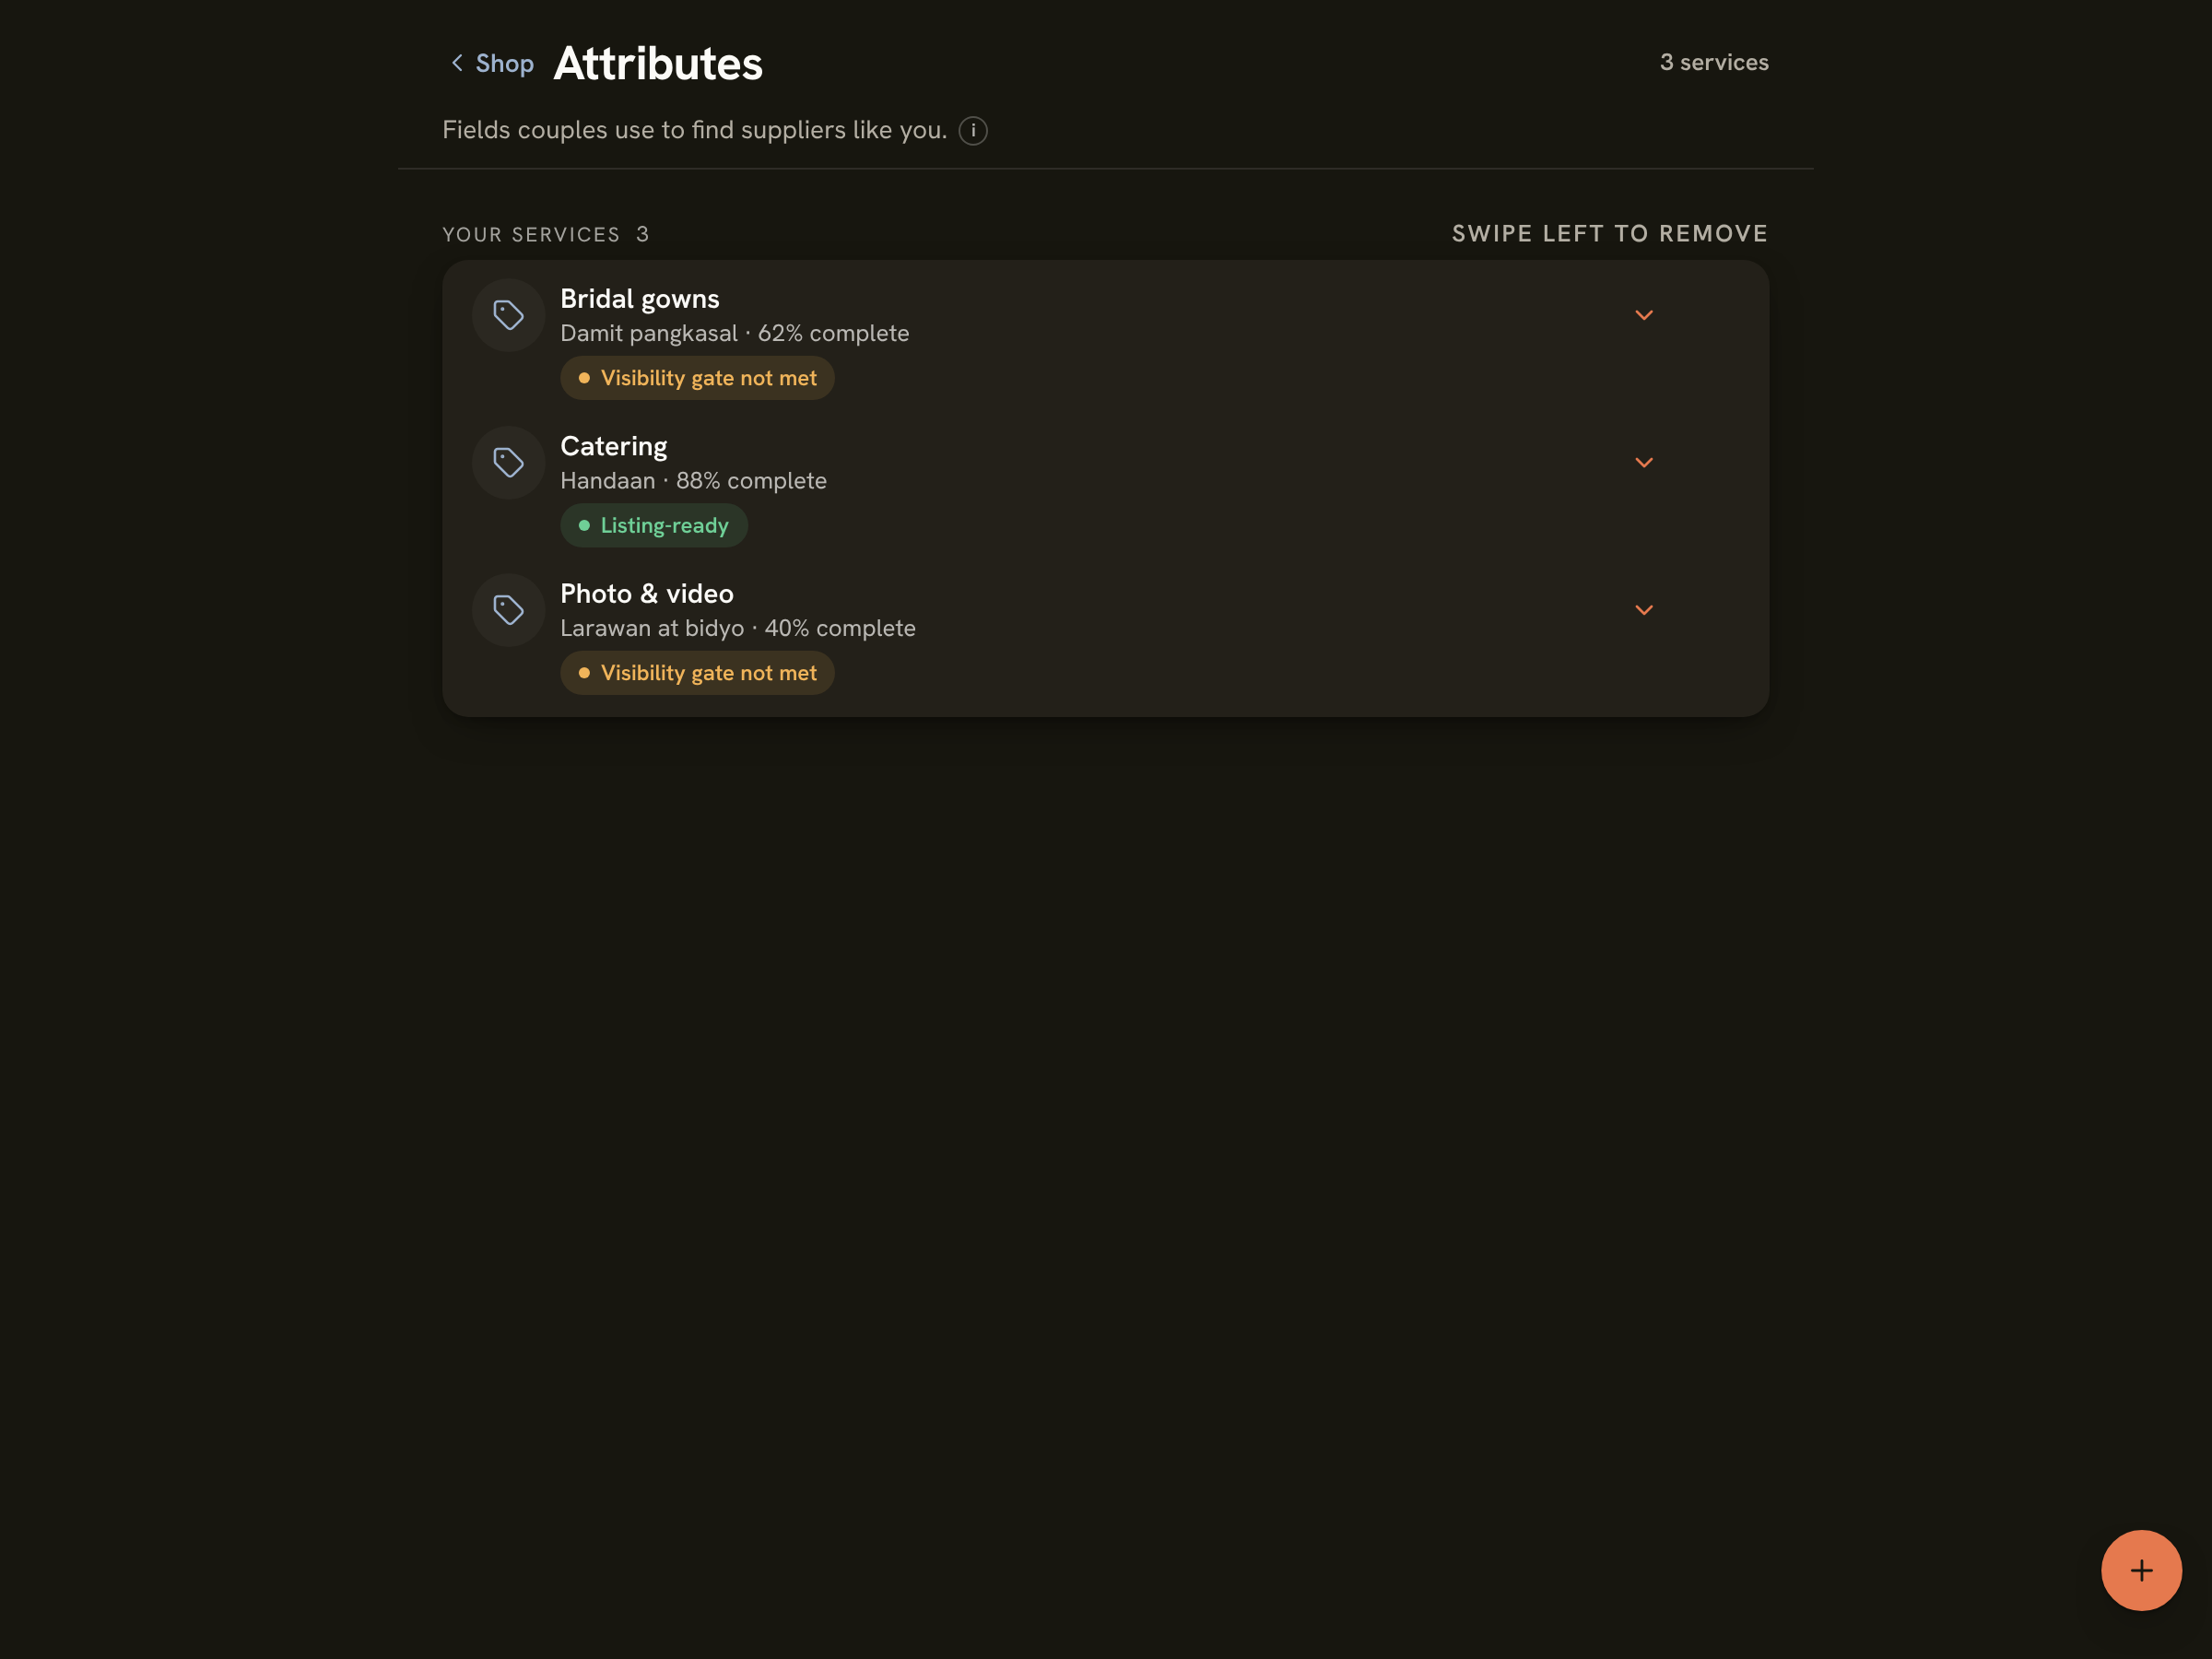 Shop Attributes 3 services
Fields couples use to find suppliers like you. i
YOUR SERVICES 3 SWIPE LEFT TO REMOVE
Bridal gowns
Damit pangkasal · 62% complete
Visibility gate not met
Catering
Handaan · 88% complete
Listing-ready
Photo & video
Larawan at bidyo · 40% complete
Visibility gate not met